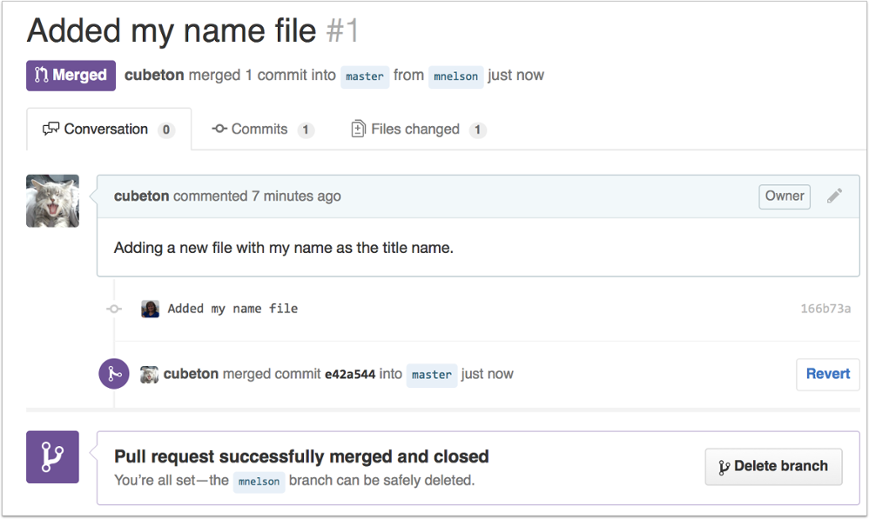 Added my name file #1
Merged cubeton merged 1 commit into master from mnelson just now
Conversation 0 Commits 1 Files changed 1
cubeton commented 7 minutes ago Owner
Adding a new file with my name as the title name.
Added my name file 166b73a
cubeton merged commit e42a544 into master just now Revert
Pull request successfully merged and closed
You're all set—the mnelson branch can be safely deleted.
Delete branch